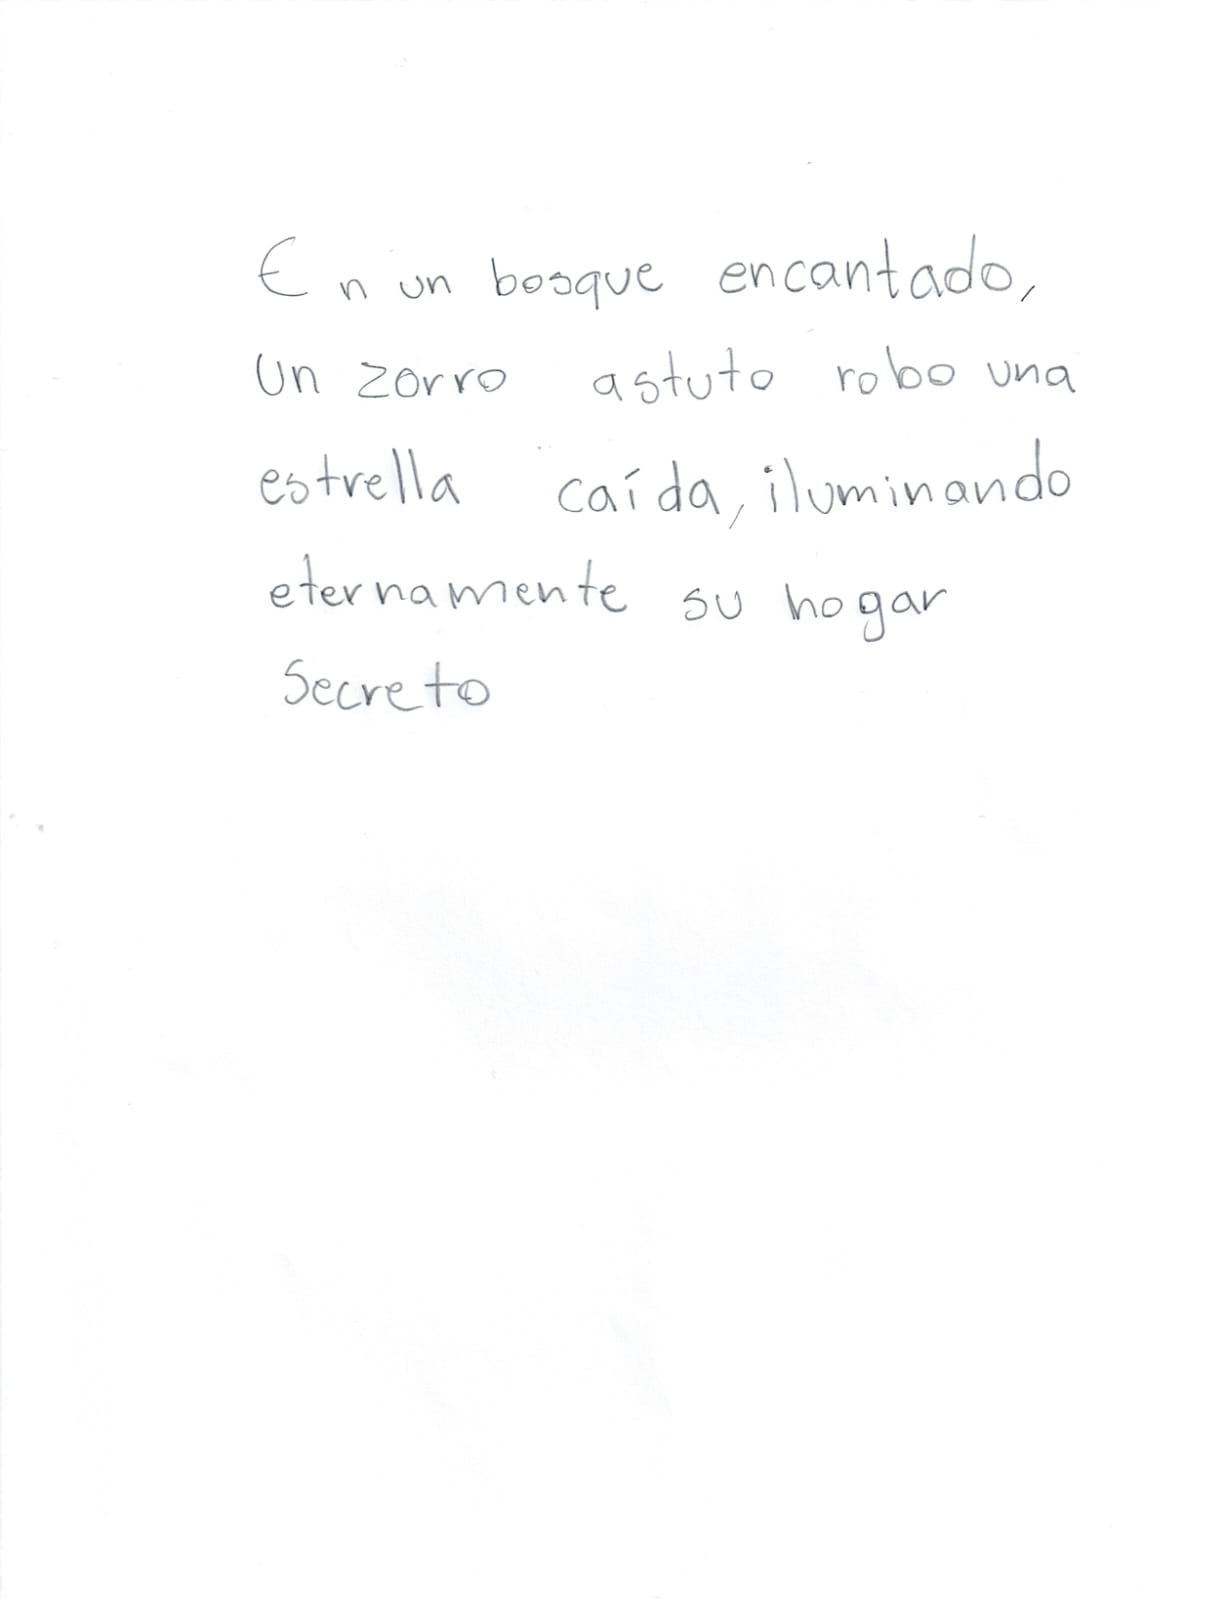 En un bosque encantado,
Un zorro astuto robo una
estrella caída, iluminando
eternamente su hogar
Secreto